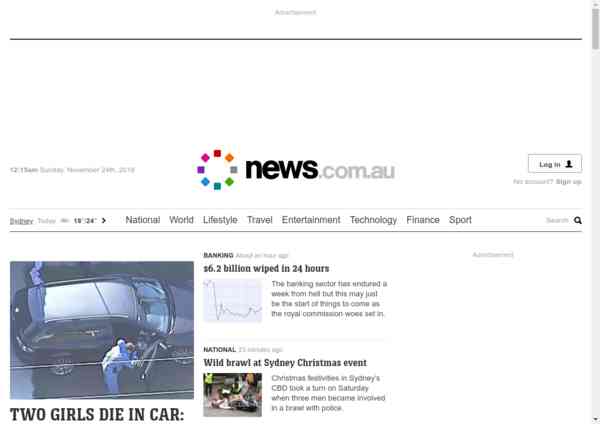 Advertisement
12:15am Sunday, November 24th, 2019
news.com.au
Log in
No account? Sign up
Sydney Today 18°/24°
National World Lifestyle Travel Entertainment Technology Finance Sport
Search
BANKING About an hour ago
$6.2 billion wiped in 24 hours
The banking sector has endured a
week from hell but this may just
be the start of things to come as
the royal commission woes set in.
Advertisement
NATIONAL 23 minutes ago
Wild brawl at Sydney Christmas event
Christmas festivities in Sydney's
CBD took a turn on Saturday
when three men became involved
in a brawl with police.
TWO GIRLS DIE IN CAR: